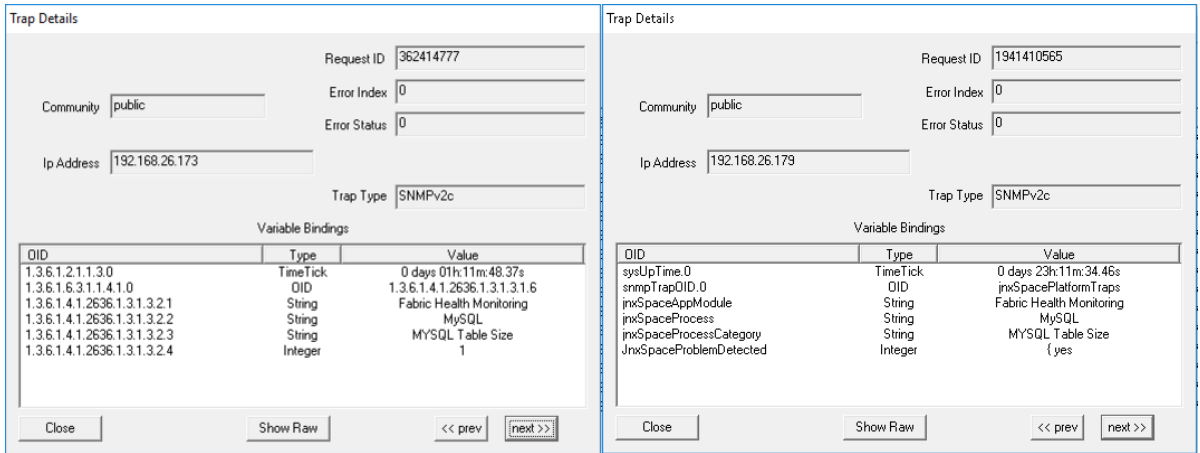 Trap Details
Request ID 362414777
Community public
Error Index 0
Error Status 0
Ip Address 192.168.26.173
Trap Type SNMPv2c
Variable Bindings
OID Type Value
1.3.6.1.2.1.1.3.0 TimeTick 0 days 01h:11m:48.37s
1.3.6.1.6.3.1.1.4.1.0 OID 1.3.6.1.4.1.2636.1.3.1.3.1.6
1.3.6.1.4.1.2636.1.3.1.3.2.1 String Fabric Health Monitoring
1.3.6.1.4.1.2636.1.3.1.3.2.2 String MySQL
1.3.6.1.4.1.2636.1.3.1.3.2.3 String MYSQL Table Size
1.3.6.1.4.1.2636.1.3.1.3.2.4 Integer 1
Close Show Raw << prev next >>
Trap Details
Request ID 1941410565
Community public
Error Index 0
Error Status 0
Ip Address 192.168.26.179
Trap Type SNMPv2c
Variable Bindings
OID Type Value
sysUpTime.0 TimeTick 0 days 23h:11m:34.46s
snmpTrapOID.0 OID jnxSpacePlatformTraps
jnxSpaceAppModule String Fabric Health Monitoring
jnxSpaceProcess String MySQL
jnxSpaceProcessCategory String MYSQL Table Size
JnxSpaceProblemDetected Integer { yes
Close Show Raw << prev next >>